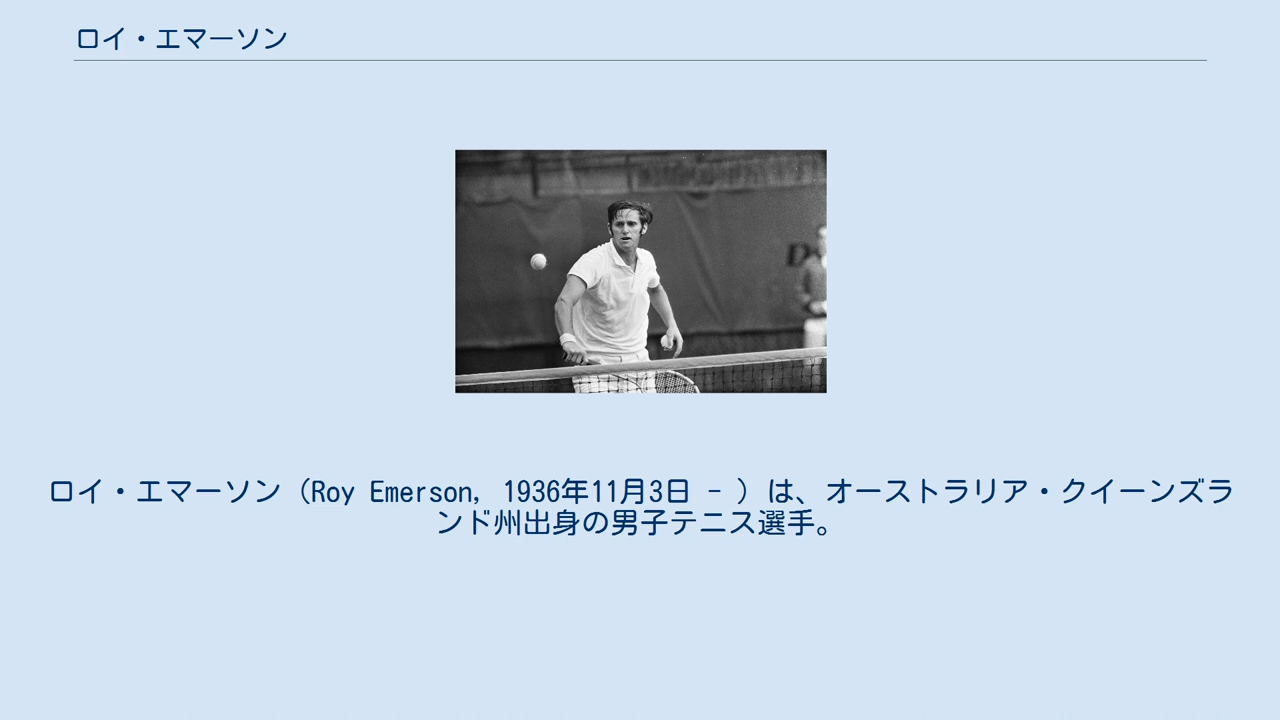 ロイ・エマーソン
ロイ・エマーソン（Roy Emerson, 1936年11月3日 - ）は、オーストラリア・クイーンズラ
ンド州出身の男子テニス選手。